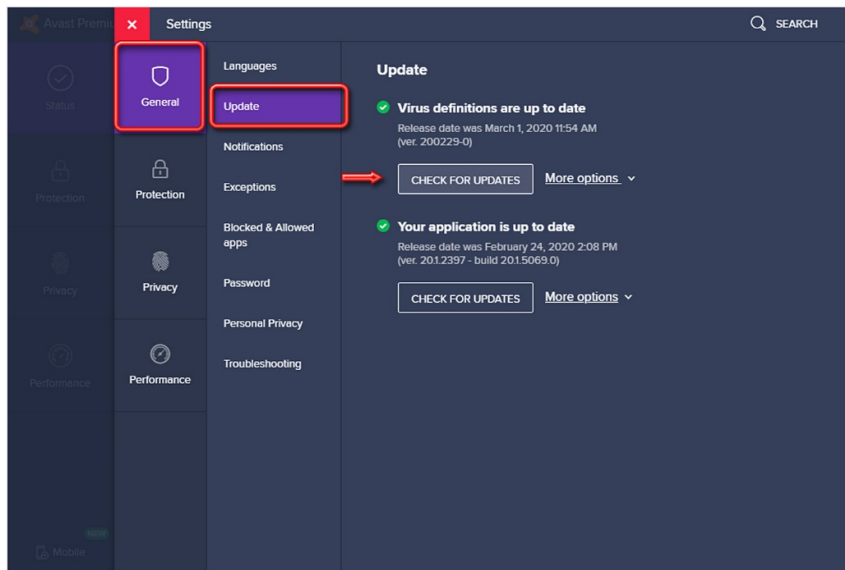 Avast Premiu
Settings
SEARCH
Status
Protection
Privacy
Performance
NEW
Mobile
General
Protection
Privacy
Performance
Languages
Update
Notifications
Exceptions
Blocked & Allowed
apps
Password
Personal Privacy
Troubleshooting
Update
Virus definitions are up to date
Release date was March 1, 2020 11:54 AM
(ver. 200229-0)
CHECK FOR UPDATES
More options
Your application is up to date
Release date was February 24, 2020 2:08 PM
(ver. 20.1.2397 - build 20.1.5069.0)
CHECK FOR UPDATES
More options